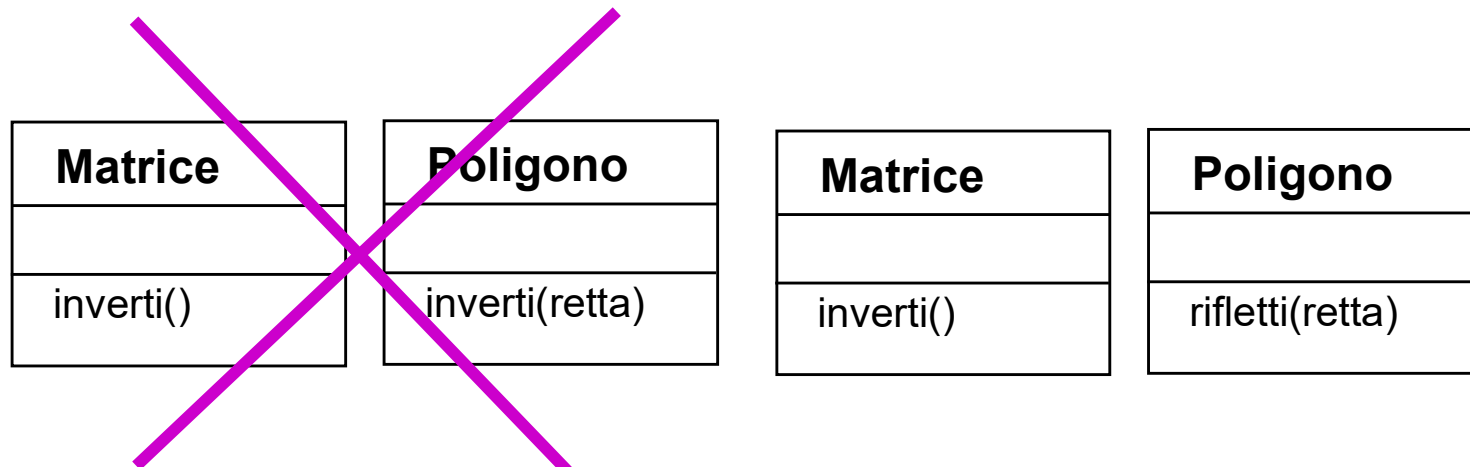 Matrice
inverti()
Poligono
inverti(retta)
Matrice
inverti()
Poligono
rifletti(retta)